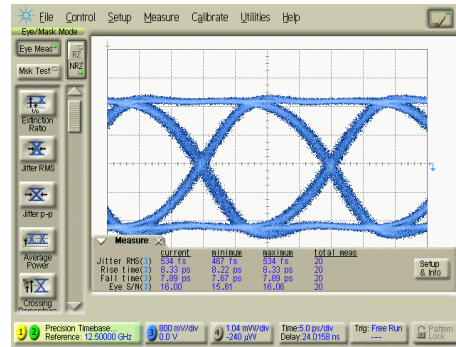 File Control Setup Measure Calibrate Utilities Help
Eye/Mask Mode
Eye Meas
RZ
NRZ
Msk Test
Extinction
Ratio
Jitter RMS
Jitter p-p
Average
Power
Crossing
Measure
current minimum maximum total meas
Jitter RMS(3) 534 fs 467 fs 534 fs 20
Rise time(3) 8.33 ps 8.22 ps 8.33 ps 20
Fall time(3) 7.89 ps 7.67 ps 7.89 ps 20
Eye S/N(3) 16.00 15.61 16.06 20
Setup
& Info
1 2 Precision Timebase...
Reference: 12.50000 GHz
3 800 mW/div
0.0 V
4 1.04 mW/div
-240 µW
Time:5.0 ps/div
Delay:24.0158 ns
Trig: Free Run
---
Pattern
Lock